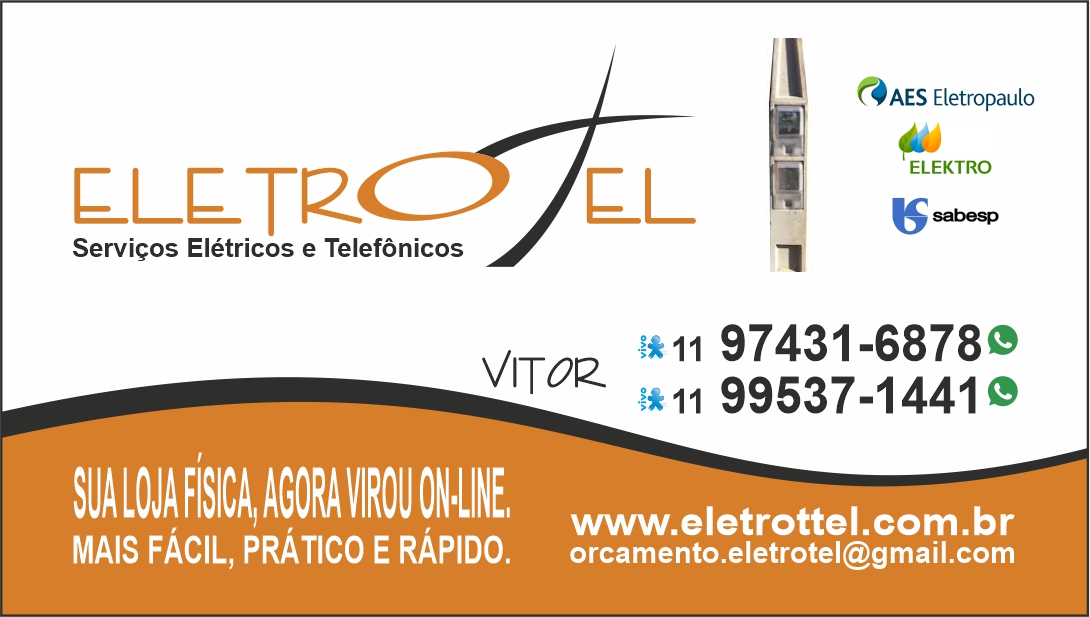 ELETROTEL
Serviços Elétricos e Telefônicos
AES Eletropaulo
ELEKTRO
sabesp
VITOR
vivo 11 97431-6878
vivo 11 99537-1441
SUA LOJA FÍSICA, AGORA VIROU ON-LINE.
MAIS FÁCIL, PRÁTICO E RÁPIDO.
www.eletrottel.com.br
orcamento.eletrotel@gmail.com